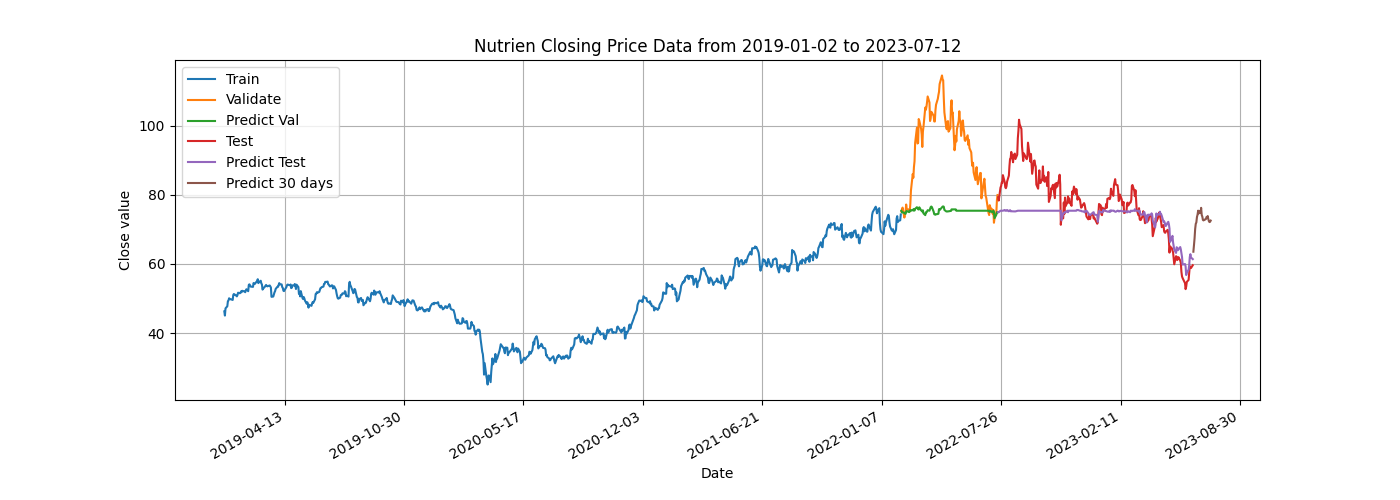 Nutrien Closing Price Data from 2019-01-02 to 2023-07-12
Train
Validate
Predict Val
Test
Predict Test
Predict 30 days
Close value
100
80
60
40
2019-04-13
2019-10-30
2020-05-17
2020-12-03
2021-06-21
2022-01-07
2022-07-26
2023-02-11
2023-08-30
Date